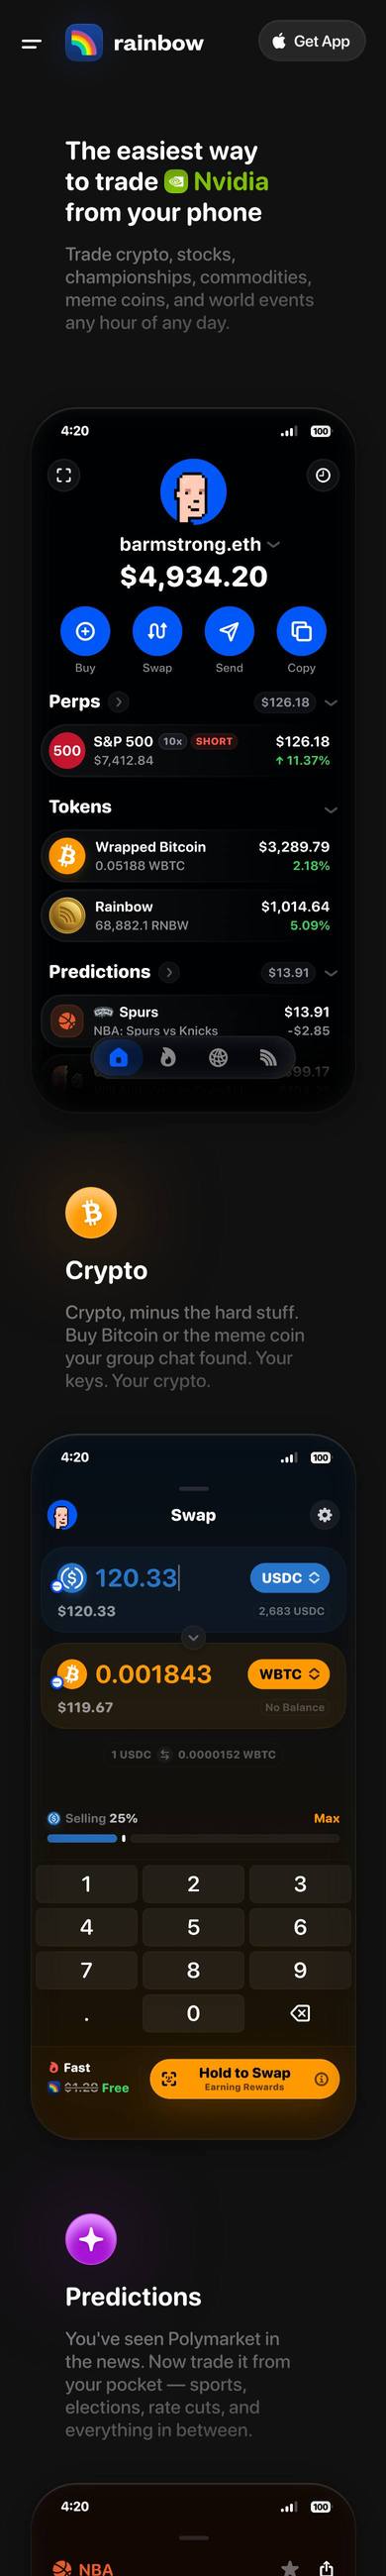 rainbow
Get App
The easiest way
to trade Nvidia
from your phone
Trade crypto, stocks,
championships, commodities,
meme coins, and world events
any hour of any day.
4:20
100
barmstrong.eth
$4,934.20
Buy
Swap
Send
Copy
Perps
$126.18
500
S&P 500
10x
SHORT
$126.18
$7,412.84
↑ 11.37%
Tokens
Wrapped Bitcoin
$3,289.79
0.05188 WBTC
2.18%
Rainbow
$1,014.64
68,882.1 RNBW
5.09%
Predictions
$13.91
Spurs
$13.91
NBA: Spurs vs Knicks
-$2.85
99.17
Crypto
Crypto, minus the hard stuff.
Buy Bitcoin or the meme coin
your group chat found. Your
keys. Your crypto.
4:20
100
Swap
120.33
USDC
$120.33
2,683 USDC
0.001843
WBTC
$119.67
No Balance
1 USDC
0.0000152 WBTC
Selling 25%
Max
1
2
3
4
5
6
7
8
9
.
0
Fast
$1.28 Free
Hold to Swap
Earning Rewards
Predictions
You've seen Polymarket in
the news. Now trade it from
your pocket — sports,
elections, rate cuts, and
everything in between.
4:20
100
NBA